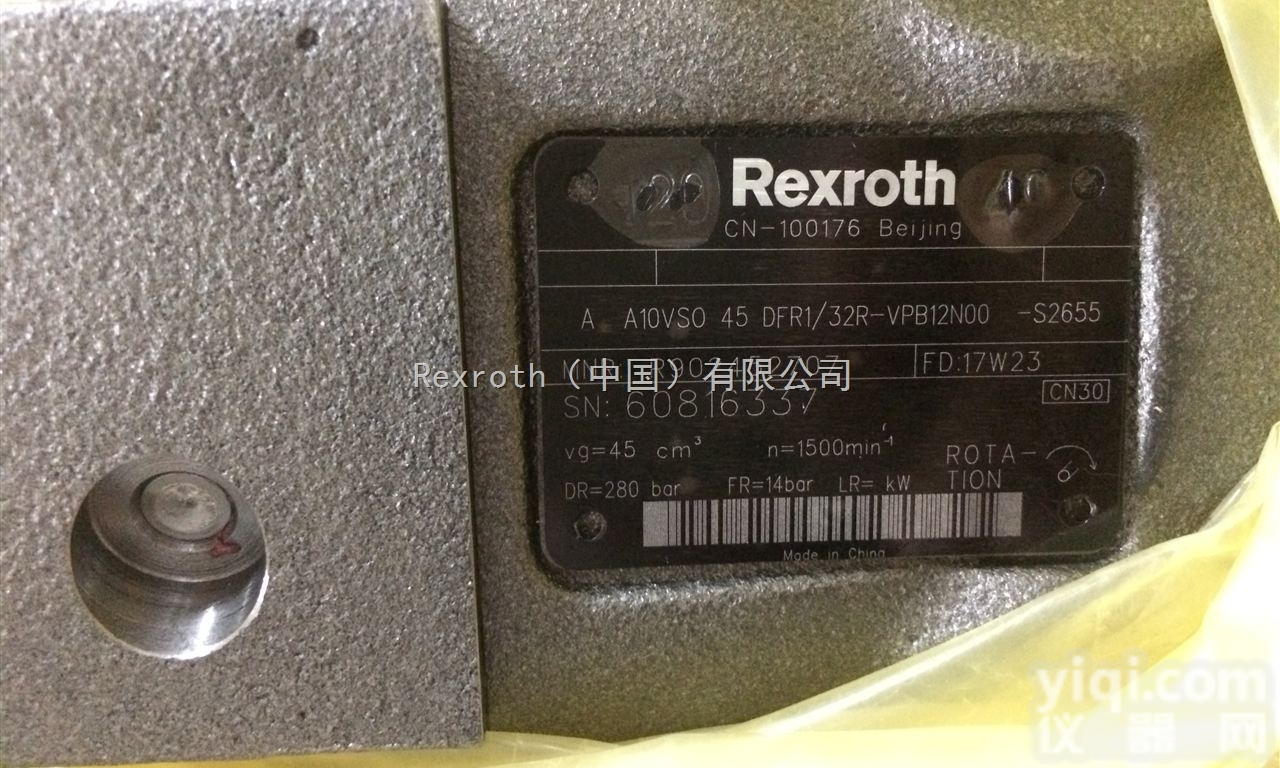 Rexroth
CN-100176 Beijing
A A10VSO 45 DFR1/32R-VPB12N00 -S2655
FD:17W23
Rexroth（中国）有限公司
CN30
SN: 60816337
vg=45 cm³ n=1500min⁻¹
ROTA-
TION
DR=280 bar FR=14bar LR= kW
Made in China
yiqi.com
仪器网